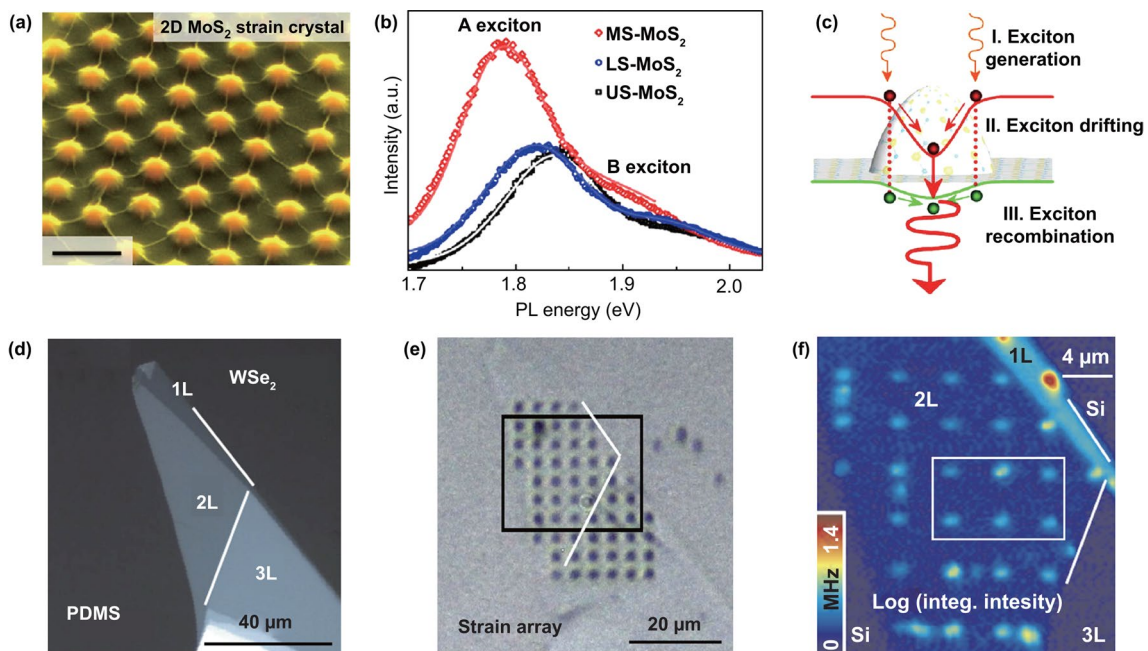 (a)
2D MoS₂ strain crystal
(b)
A exciton
MS-MoS₂
LS-MoS₂
US-MoS₂
B exciton
Intensity (a.u.)
1.7
1.8
1.9
2.0
PL energy (eV)
(c)
I. Exciton
generation
II. Exciton drifting
III. Exciton
recombination
(d)
WSe₂
1L
2L
3L
PDMS
40 μm
(e)
Strain array
20 μm
(f)
1L
4 μm
2L
Si
MHz
0
1.4
Log (integ. intesity)
Si
3L